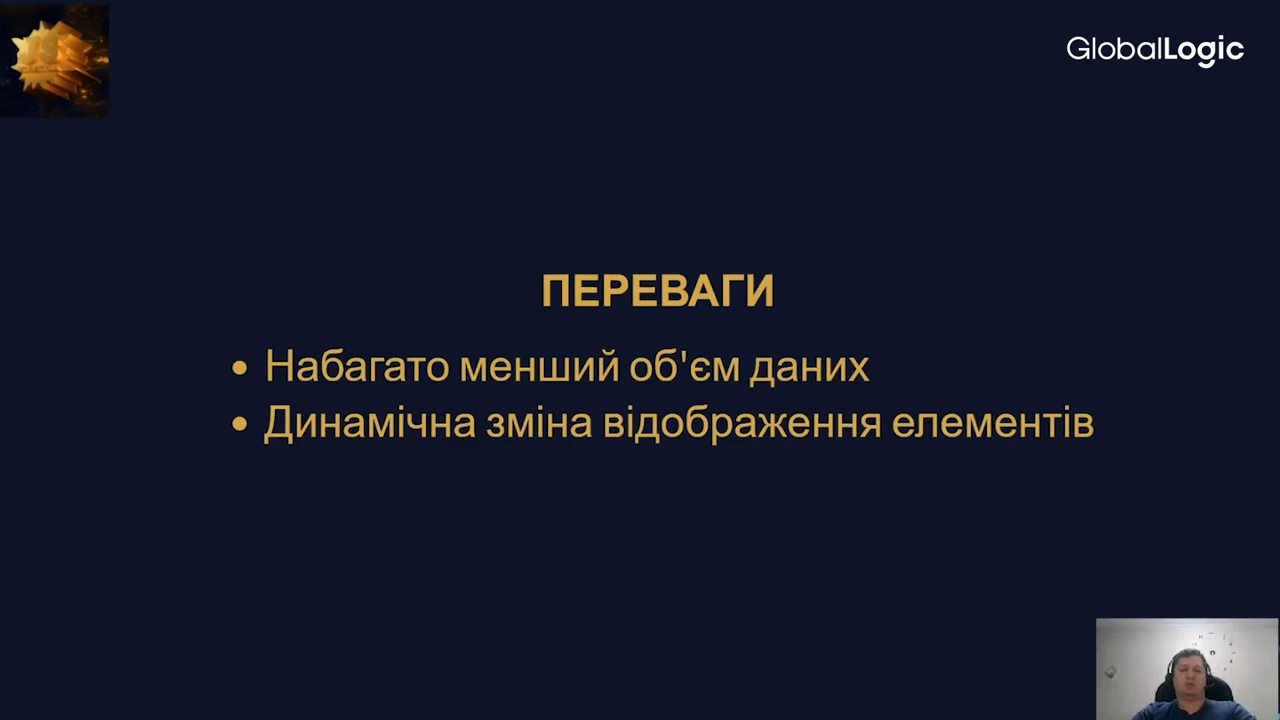 GlobalLogic
ПЕРЕВАГИ
• Набагато менший об'єм даних
• Динамічна зміна відображення елементів